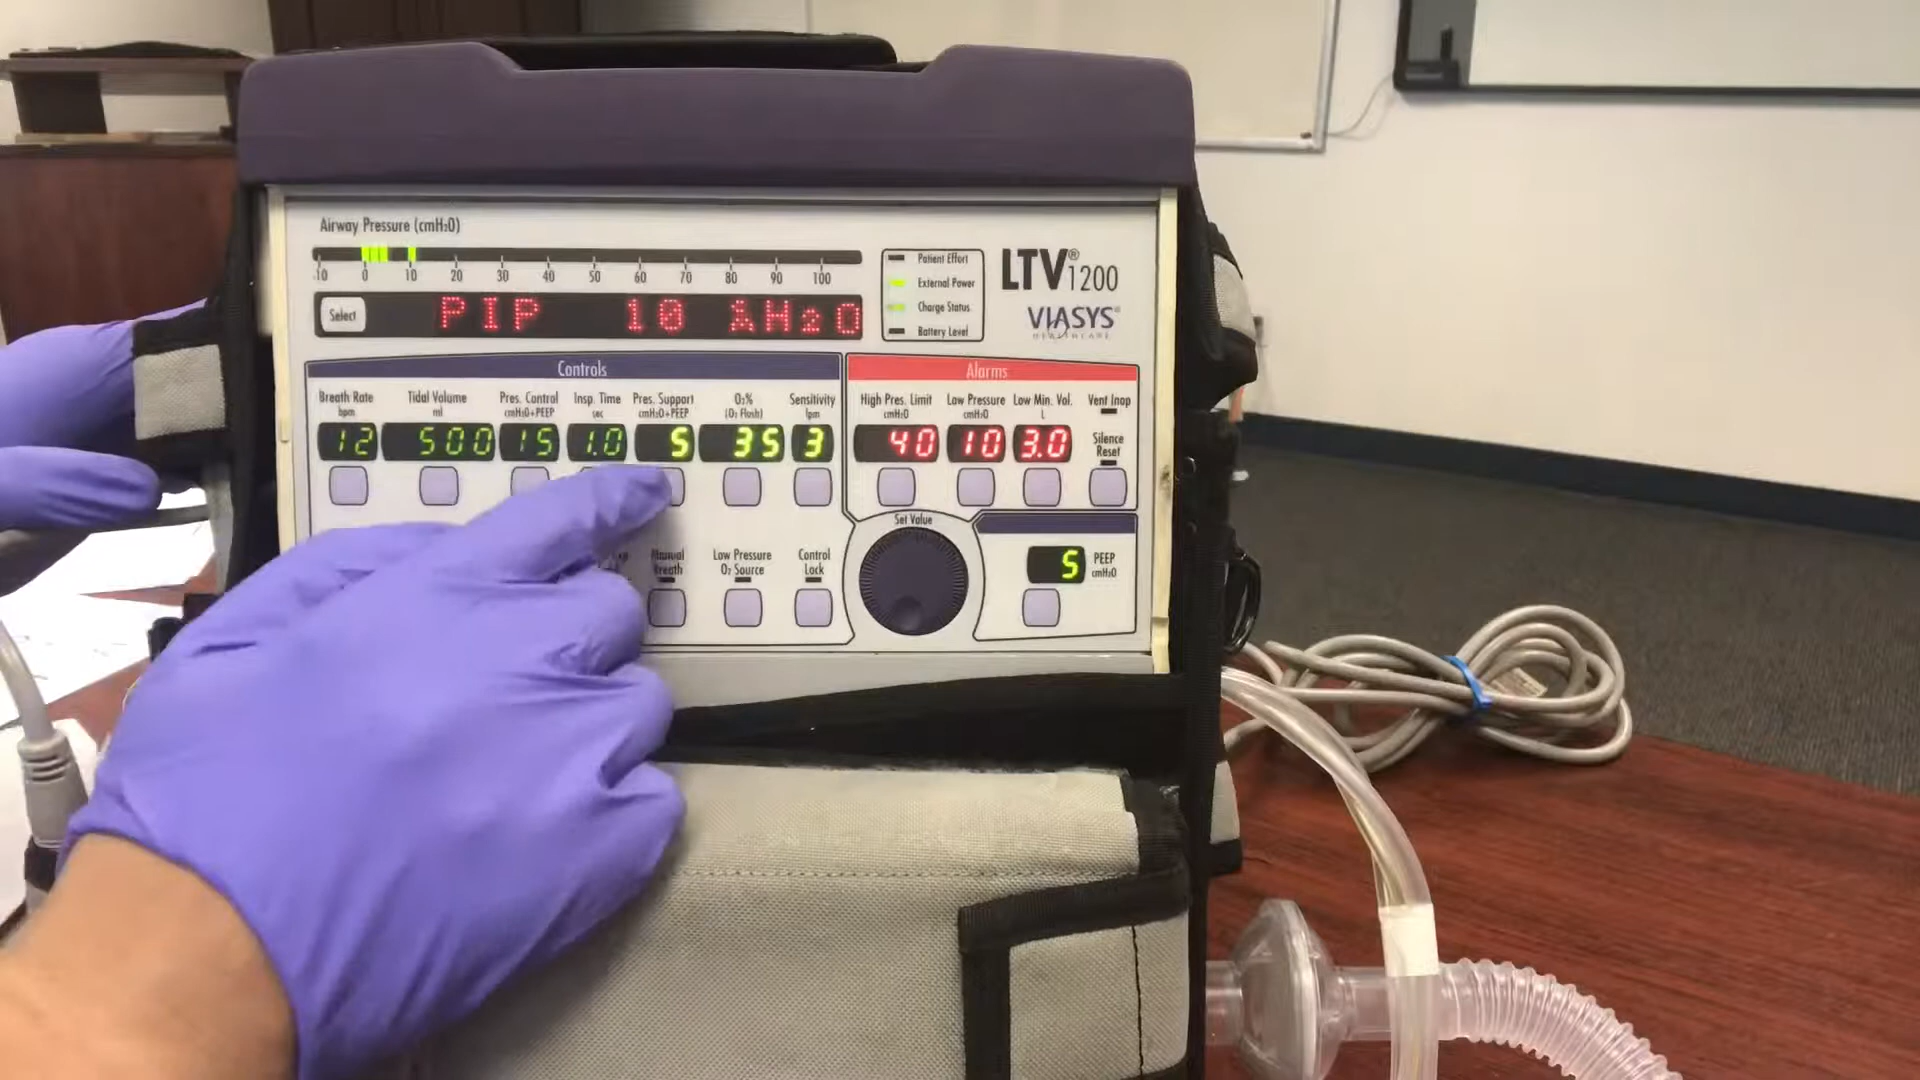 Airway Pressure (cmH₂O)
-10 0 10 20 30 40 50 60 70 80 90 100
Select
PIP 10 AH₂O
Patient Effort
External Power
Charge Status
Battery Level
LTV® 1200
VIASYS®
HEALTHCARE
Controls
Breath Rate
bpm
12
Tidal Volume
ml
500
Pres. Control
cmH₂O+PEEP
15
Insp. Time
sec
1.0
Pres. Support
cmH₂O+PEEP
5
O₂%
(O₂ Flush)
35
Sensitivity
lpm
3
Alarms
High Pres. Limit
cmH₂O
40
Low Pressure
cmH₂O
10
Low Min. Vol.
L
3.0
Vent Inop
Silence
Reset
Manual
Breath
Low Pressure
O₂ Source
Control
Lock
Set Value
5
PEEP
cmH₂O